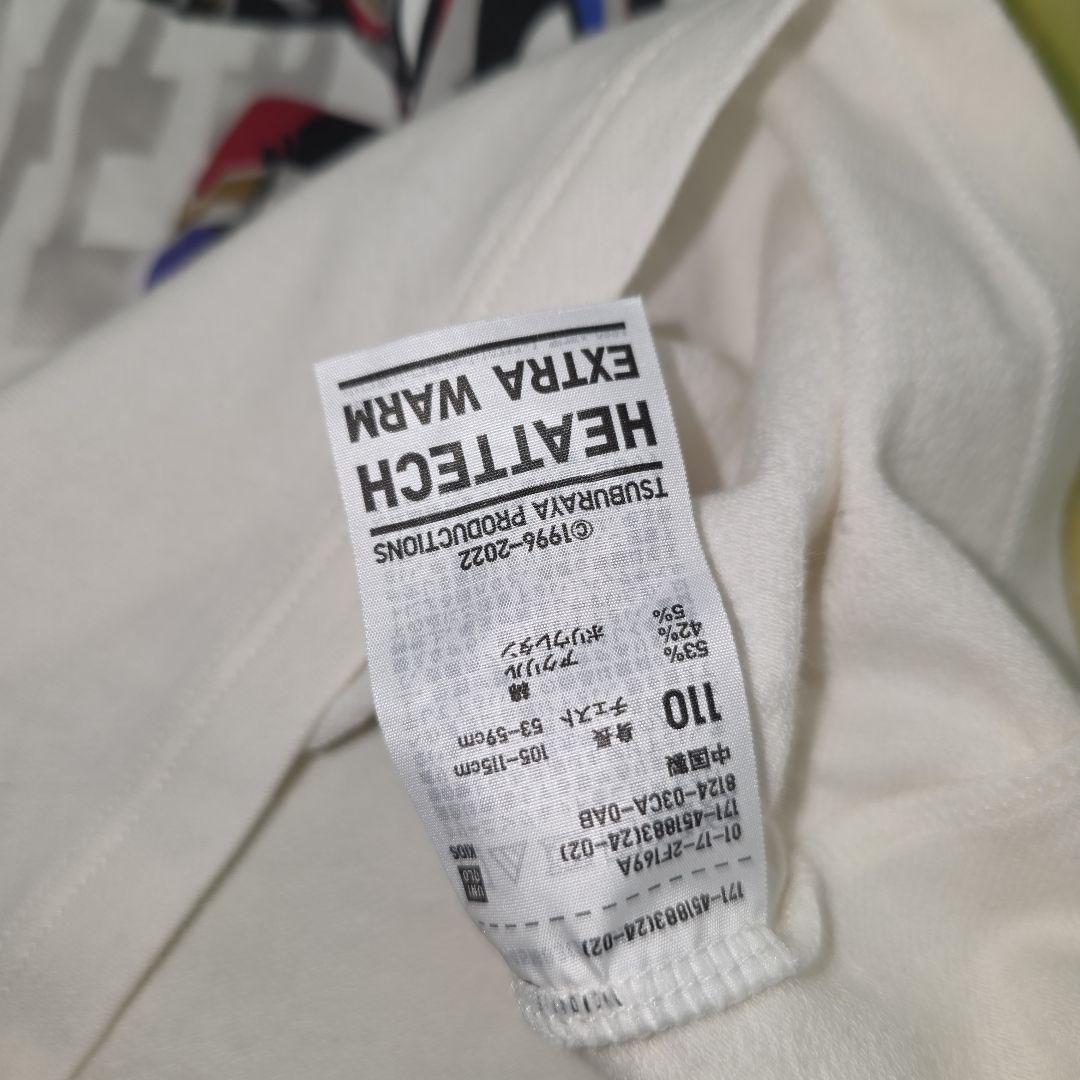 171-451883(24-02)
UNI
QLO
KIDS
01-17-2F169A
171-451883(24-02)
8124-03CA-0AB
中国製
110
身長 105-115cm
チェスト 53-59cm
綿 53%
アクリル 42%
ポリウレタン 5%
©1996-2022
TSUBURAYA PRODUCTIONS
HEATTECH
EXTRA WARM